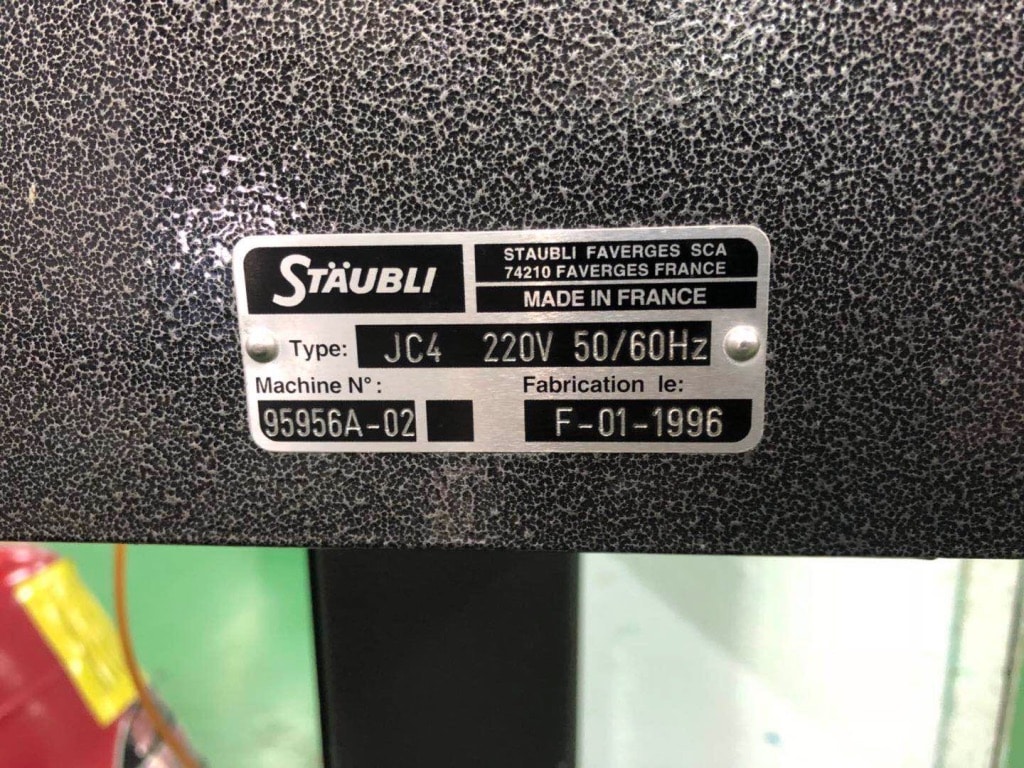 STÄUBLI
STAUBLI FAVERGES SCA
74210 FAVERGES FRANCE
MADE IN FRANCE
Type: JC4 220V 50/60Hz
Machine N° : Fabrication le:
95956A-02 F-01-1996